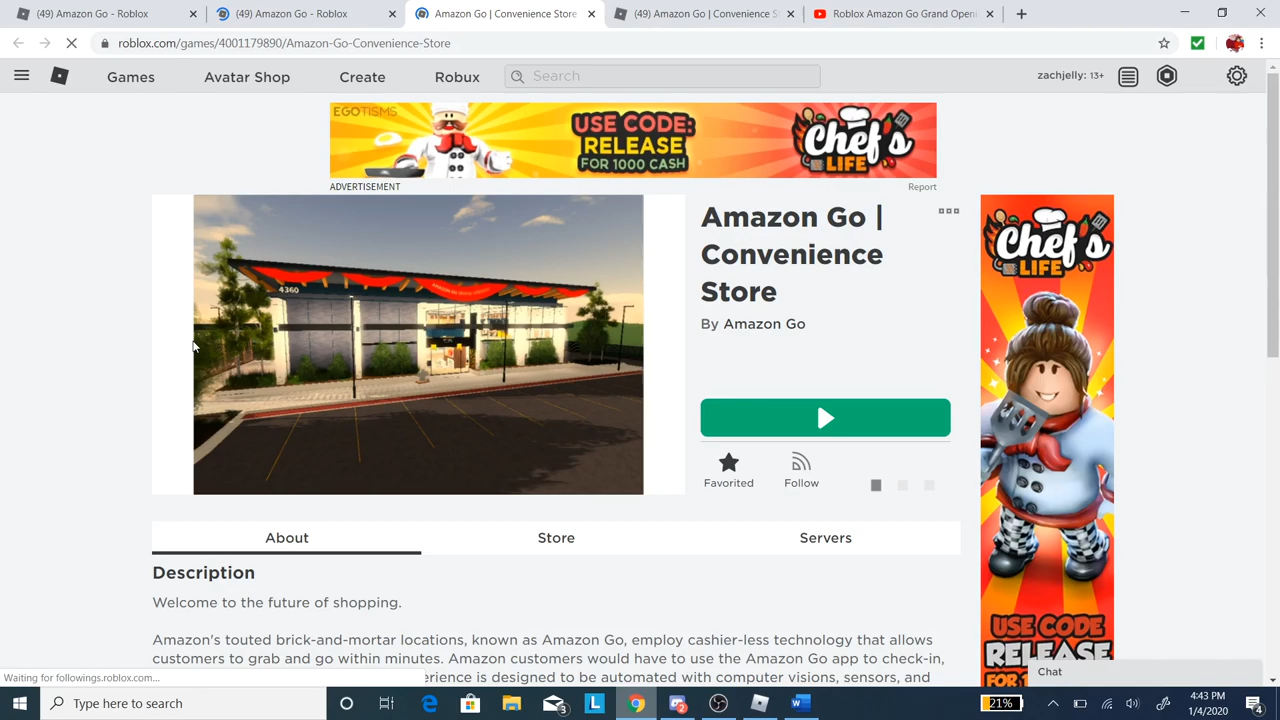 (49) Amazon Go - Roblox
(49) Amazon Go - Roblox
Amazon Go | Convenience Store
(49) Amazon Go | Convenience S
Roblox Amazon Go Grand Open
roblox.com/games/4001179890/Amazon-Go-Convenience-Store
Games
Avatar Shop
Create
Robux
Search
zachjelly: 13+
EGOTISMS
USE CODE:
RELEASE
FOR 1000 CASH
Chef's
LIFE
ADVERTISEMENT
Report
4360
Amazon Go |
Convenience
Store
By Amazon Go
Favorited
Follow
Chef's
LIFE
USE CODE
RELEASE
About
Store
Servers
Description
Welcome to the future of shopping.
Amazon's touted brick-and-mortar locations, known as Amazon Go, employ cashier-less technology that allows
customers to grab and go within minutes. Amazon customers would have to use the Amazon Go app to check-in,
erience is designed to be automated with computer visions, sensors, and
Waiting for followings.roblox.com...
Chat
Type here to search
3
2
21%
4:43 PM
1/4/2020
4